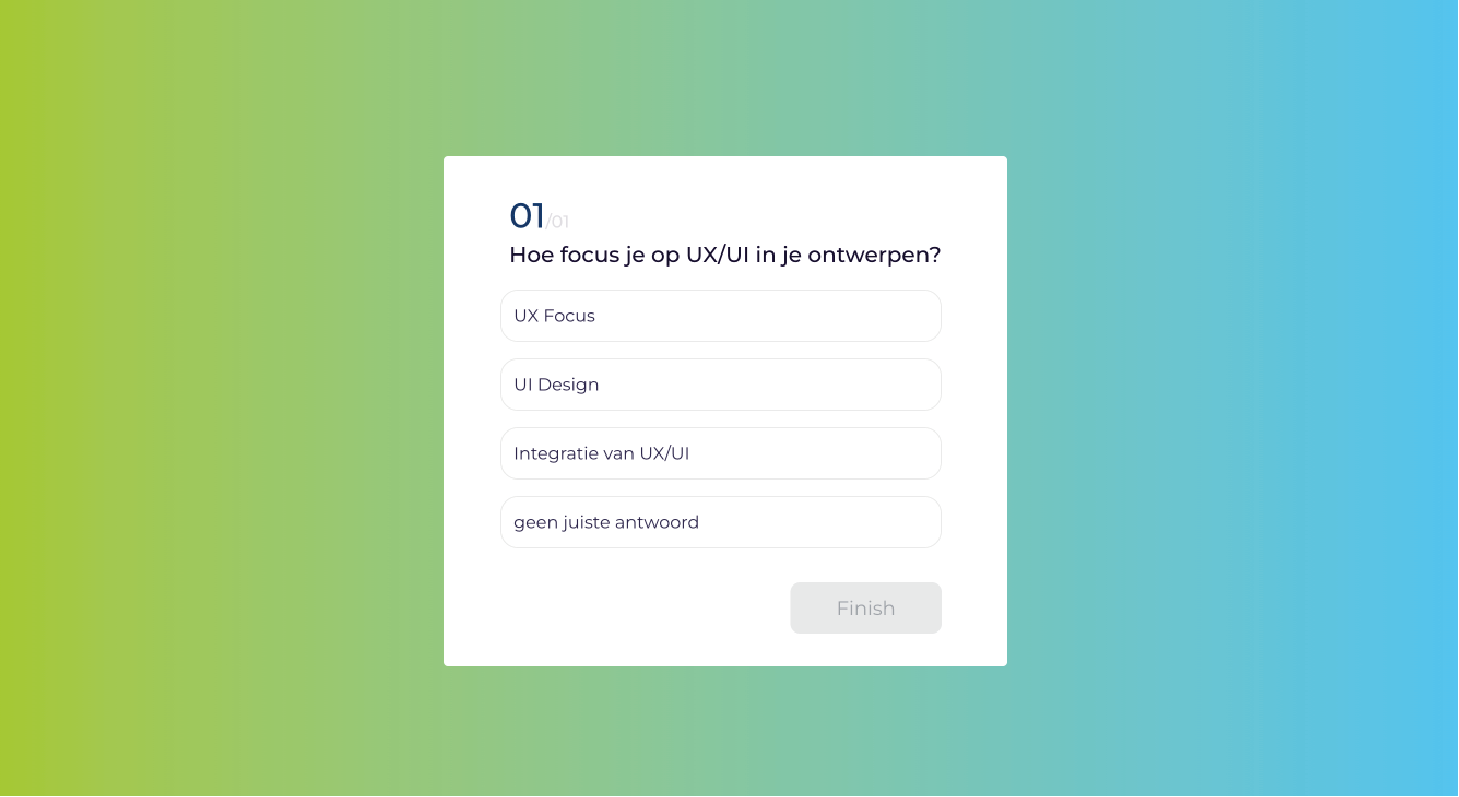 01/01
Hoe focus je op UX/UI in je ontwerpen?
UX Focus
UI Design
Integratie van UX/UI
geen juiste antwoord
Finish